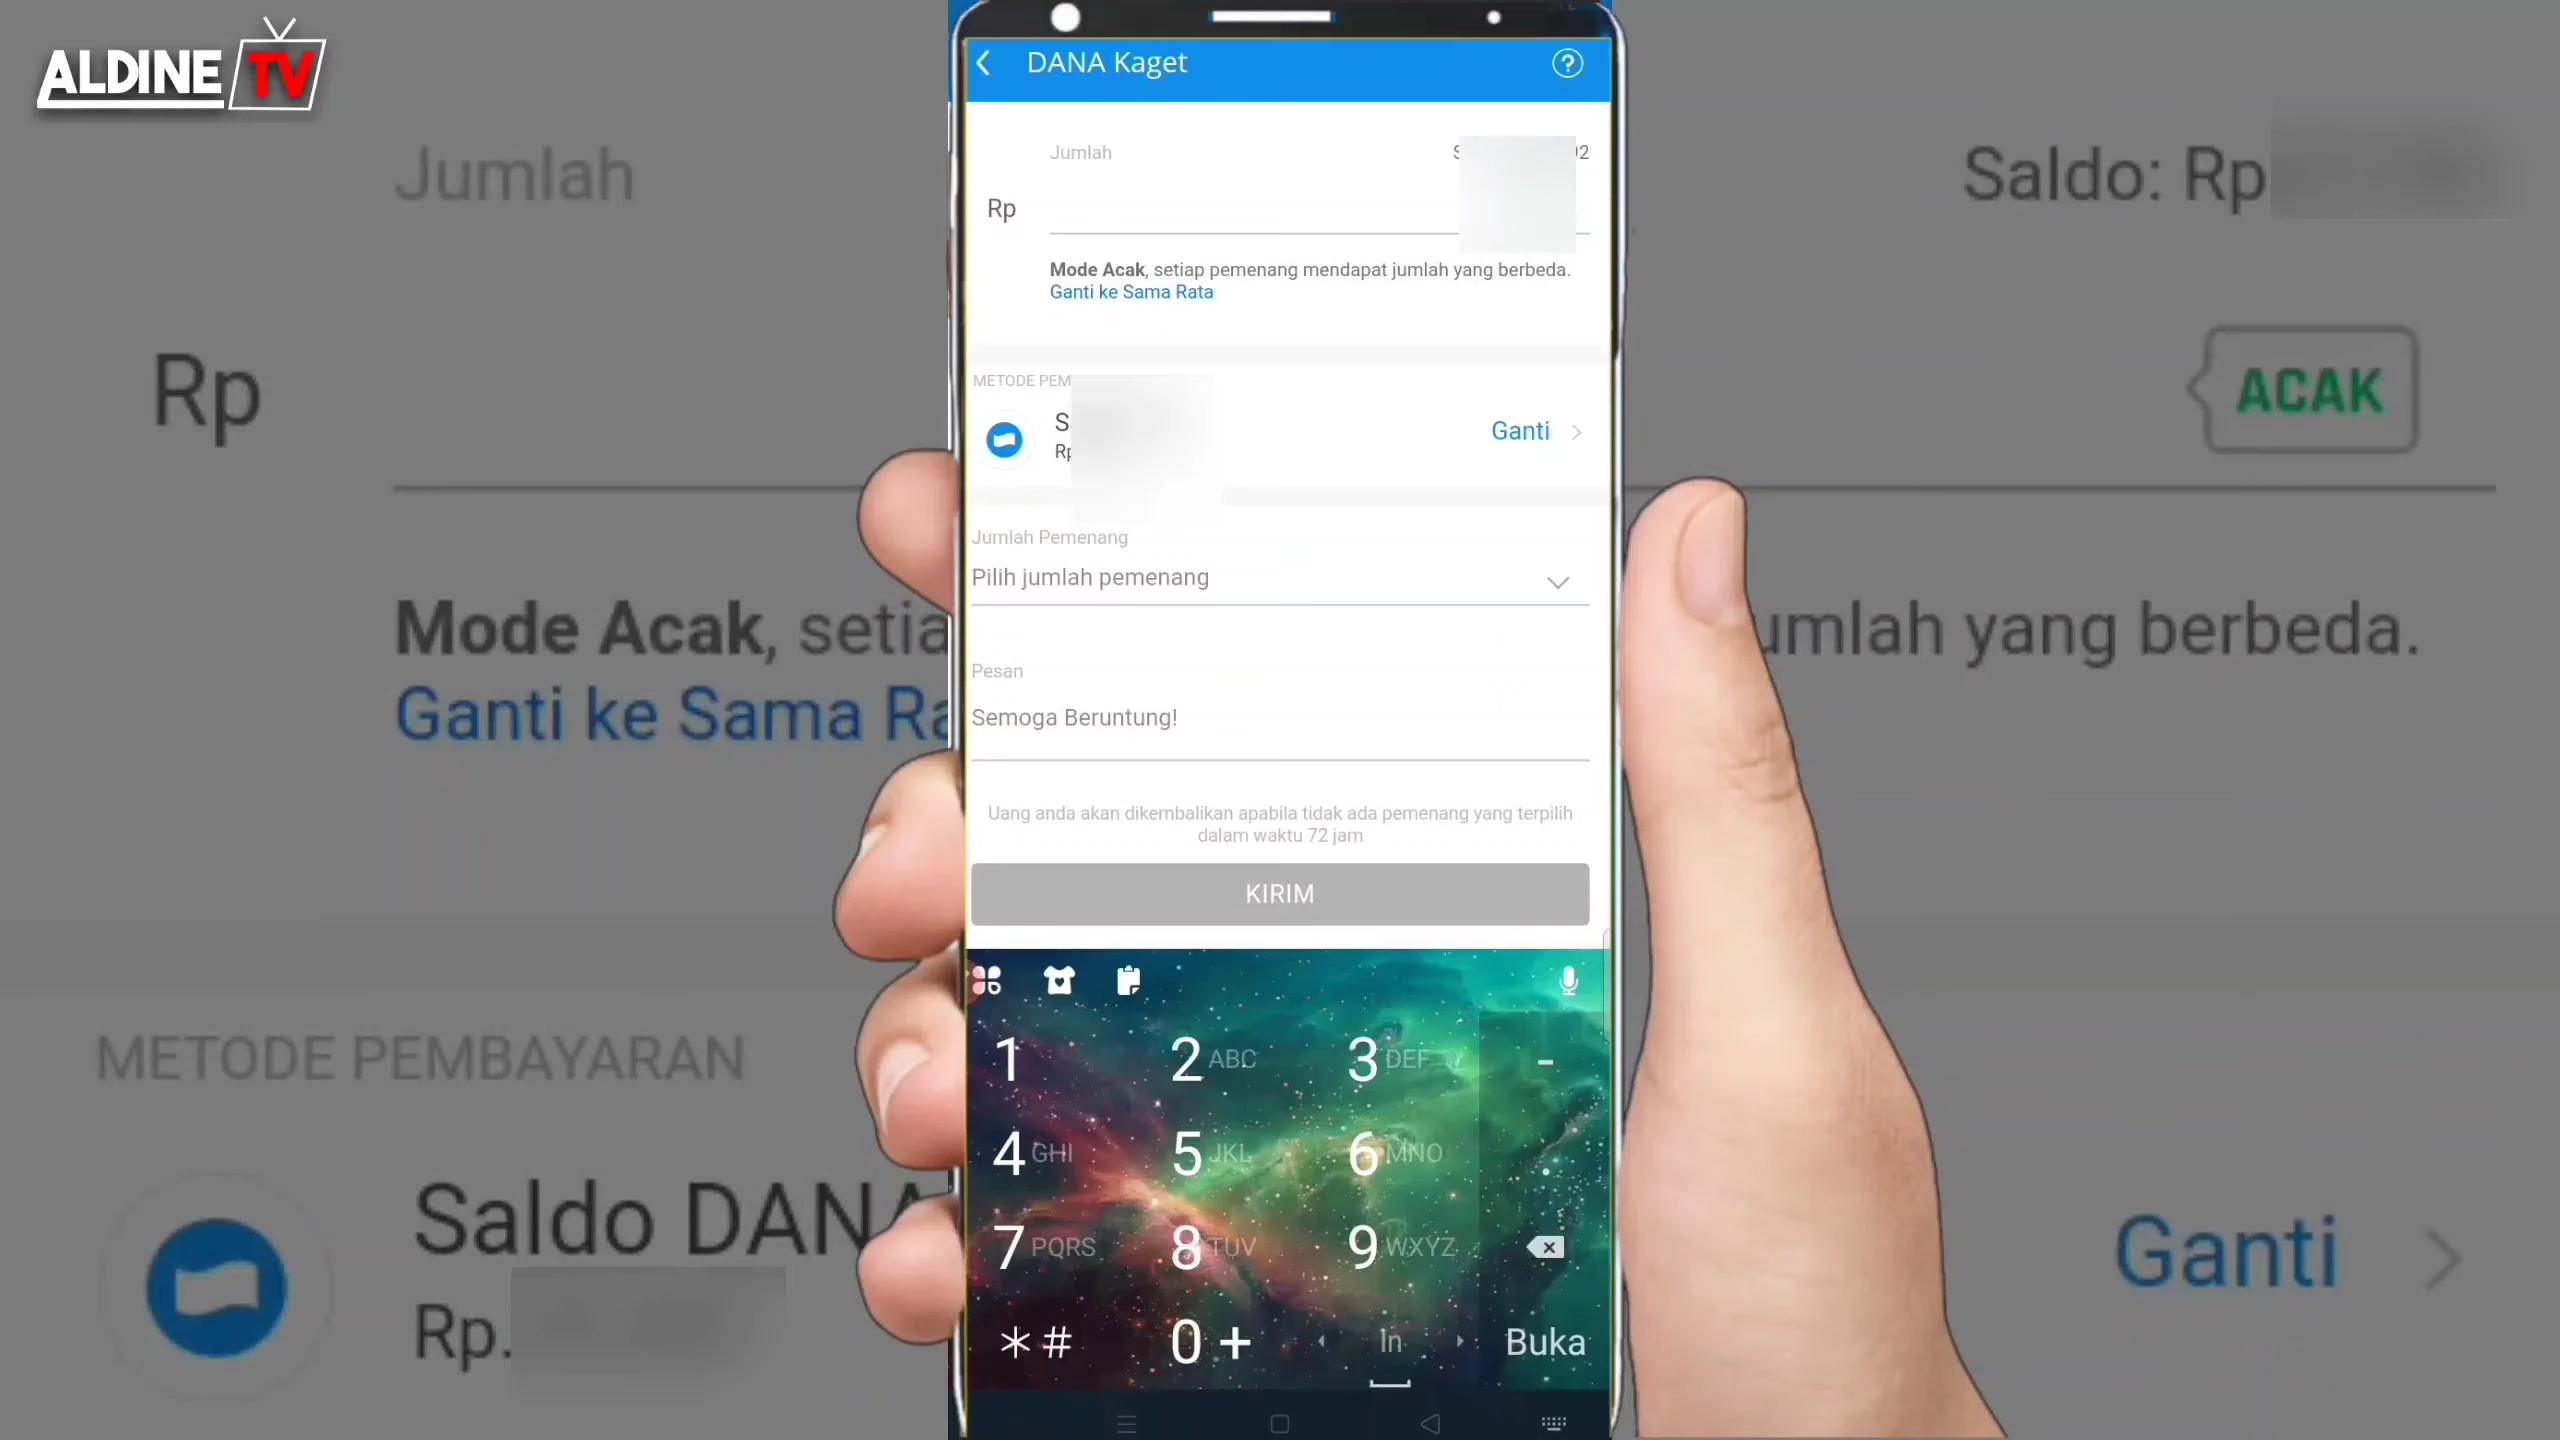 ALDINE TV
DANA Kaget
Jumlah
Rp
Mode Acak, setiap pemenang mendapat jumlah yang berbeda.
Ganti ke Sama Rata
METODE PEM
Rp
Ganti
Jumlah Pemenang
Pilih jumlah pemenang
Pesan
Semoga Beruntung!
Uang anda akan dikembalikan apabila tidak ada pemenang yang terpilih
dalam waktu 72 jam
KIRIM
1 2 ABC 3 DEF -
4 GHI 5 JKL 6 MNO .
7 PQRS 8 TUV 9 WXYZ
*# 0 + In Buka
Jumlah
Saldo: Rp
Rp
ACAK
Mode Acak, setia
umlah yang berbeda.
Ganti ke Sama Ra
METODE PEMBAYARAN
Saldo DANA
Rp.
Ganti